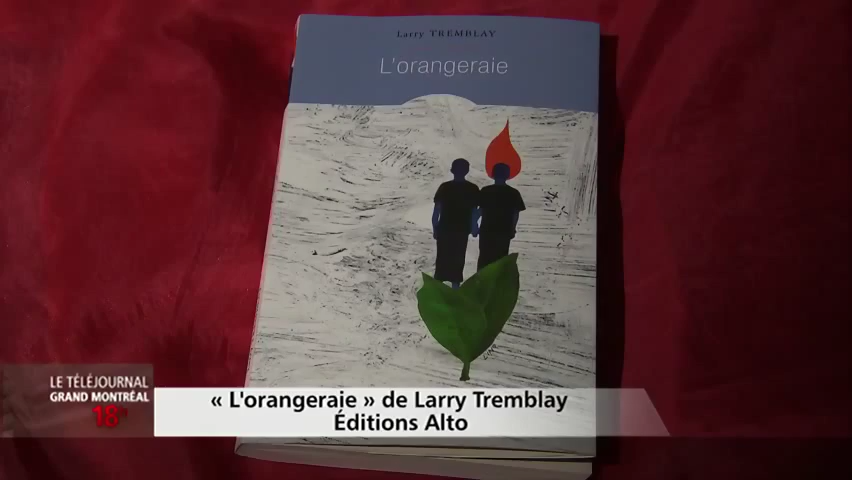 Larry TREMBLAY
L'orangeraie
LE TÉLÉJOURNAL
GRAND MONTRÉAL
18h
« L'orangeraie » de Larry Tremblay
Éditions Alto